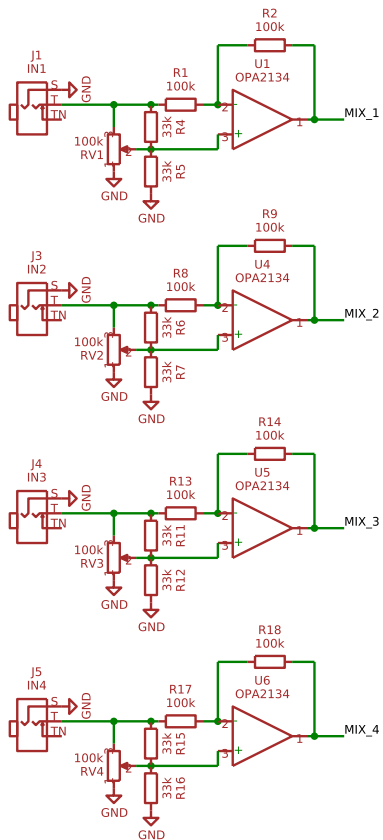 R2
100k
J1
IN1
S
GND
T
TN
R1
100k
U1
OPA2134
2
-
3
+
1
MIX_1
33k
R4
100k
RV1
2
33k
R5
GND
GND
R9
100k
J3
IN2
S
GND
T
TN
R8
100k
U4
OPA2134
2
-
3
+
1
MIX_2
33k
R6
100k
RV2
2
33k
R7
GND
GND
R14
100k
J4
IN3
S
GND
T
TN
R13
100k
U5
OPA2134
2
-
3
+
1
MIX_3
33k
R11
100k
RV3
2
33k
R12
GND
GND
R18
100k
J5
IN4
S
GND
T
TN
R17
100k
U6
OPA2134
2
-
3
+
1
MIX_4
33k
R15
100k
RV4
2
33k
R16
GND
GND